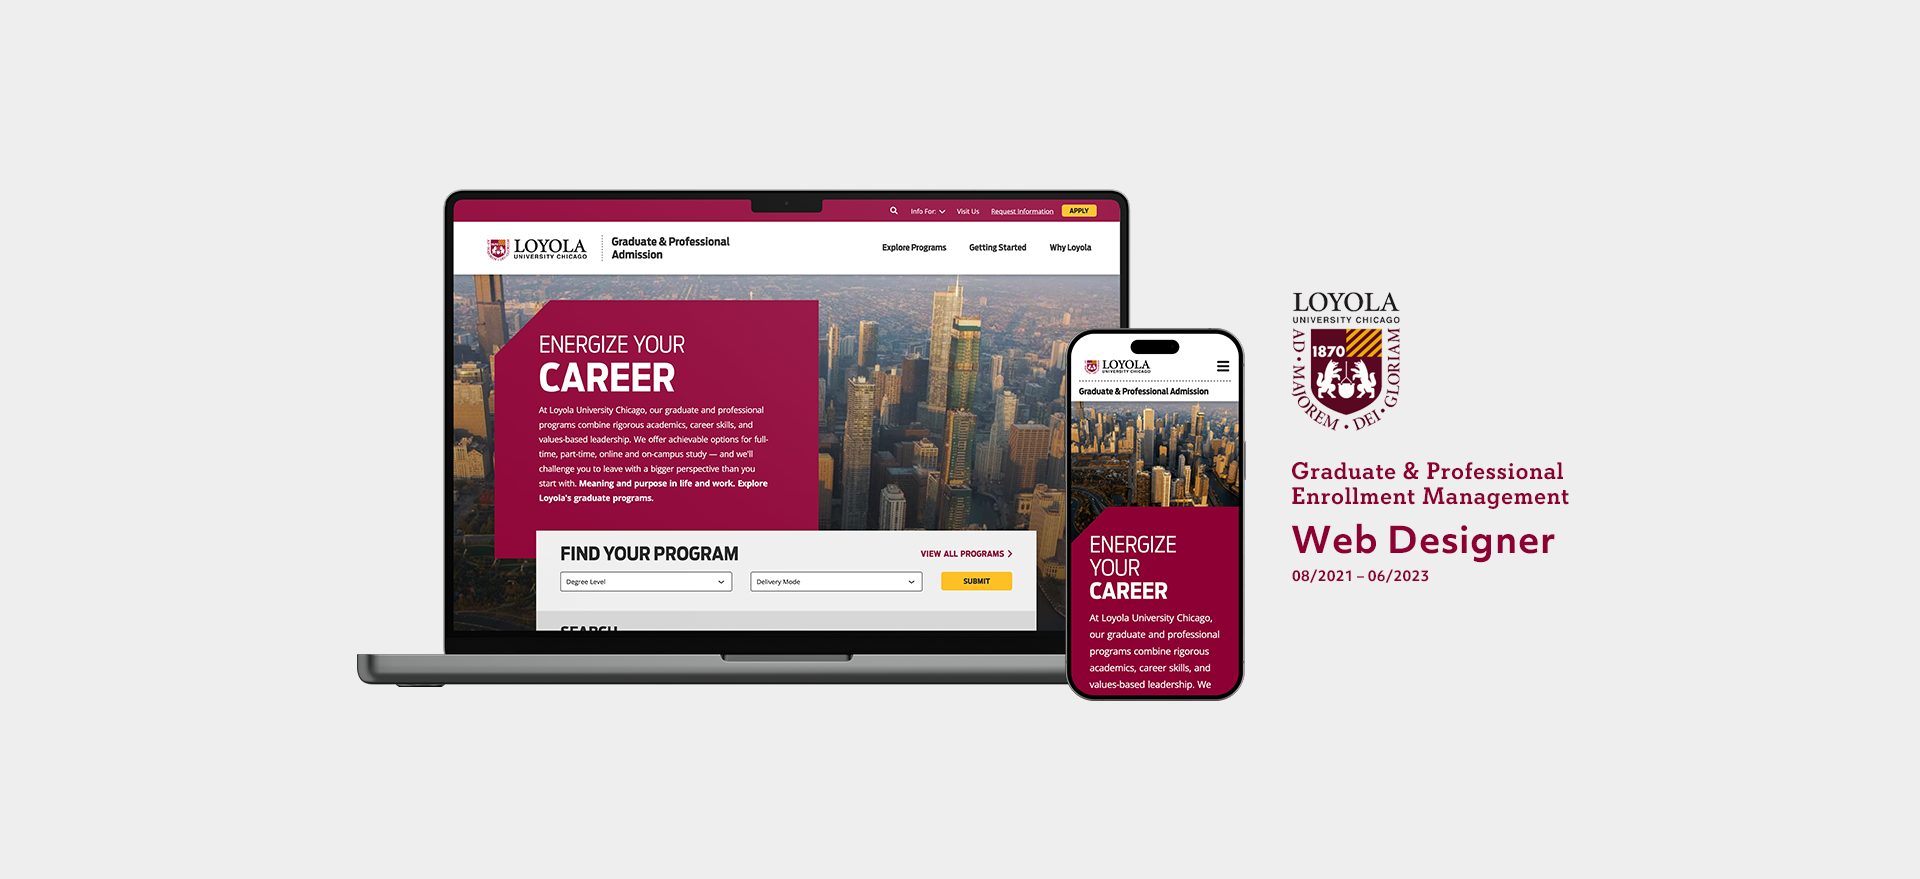 Info For:
Visit Us
Request Information
APPLY
LOYOLA
UNIVERSITY CHICAGO
Graduate & Professional
Admission
Explore Programs
Getting Started
Why Loyola
ENERGIZE YOUR
CAREER
At Loyola University Chicago, our graduate and professional
programs combine rigorous academics, career skills, and
values-based leadership. We offer achievable options for full-
time, part-time, online and on-campus study — and we'll
challenge you to leave with a bigger perspective than you
start with. Meaning and purpose in life and work. Explore
Loyola's graduate programs.
FIND YOUR PROGRAM
VIEW ALL PROGRAMS
Degree Level
Delivery Mode
SUBMIT
SEARCH
LOYOLA
UNIVERSITY CHICAGO
Graduate & Professional Admission
ENERGIZE
YOUR
CAREER
At Loyola University Chicago,
our graduate and professional
programs combine rigorous
academics, career skills, and
values-based leadership. We
LOYOLA
UNIVERSITY CHICAGO
1870
AD • MAJOREM • DEI • GLORIAM
Graduate & Professional
Enrollment Management
Web Designer
08/2021 – 06/2023